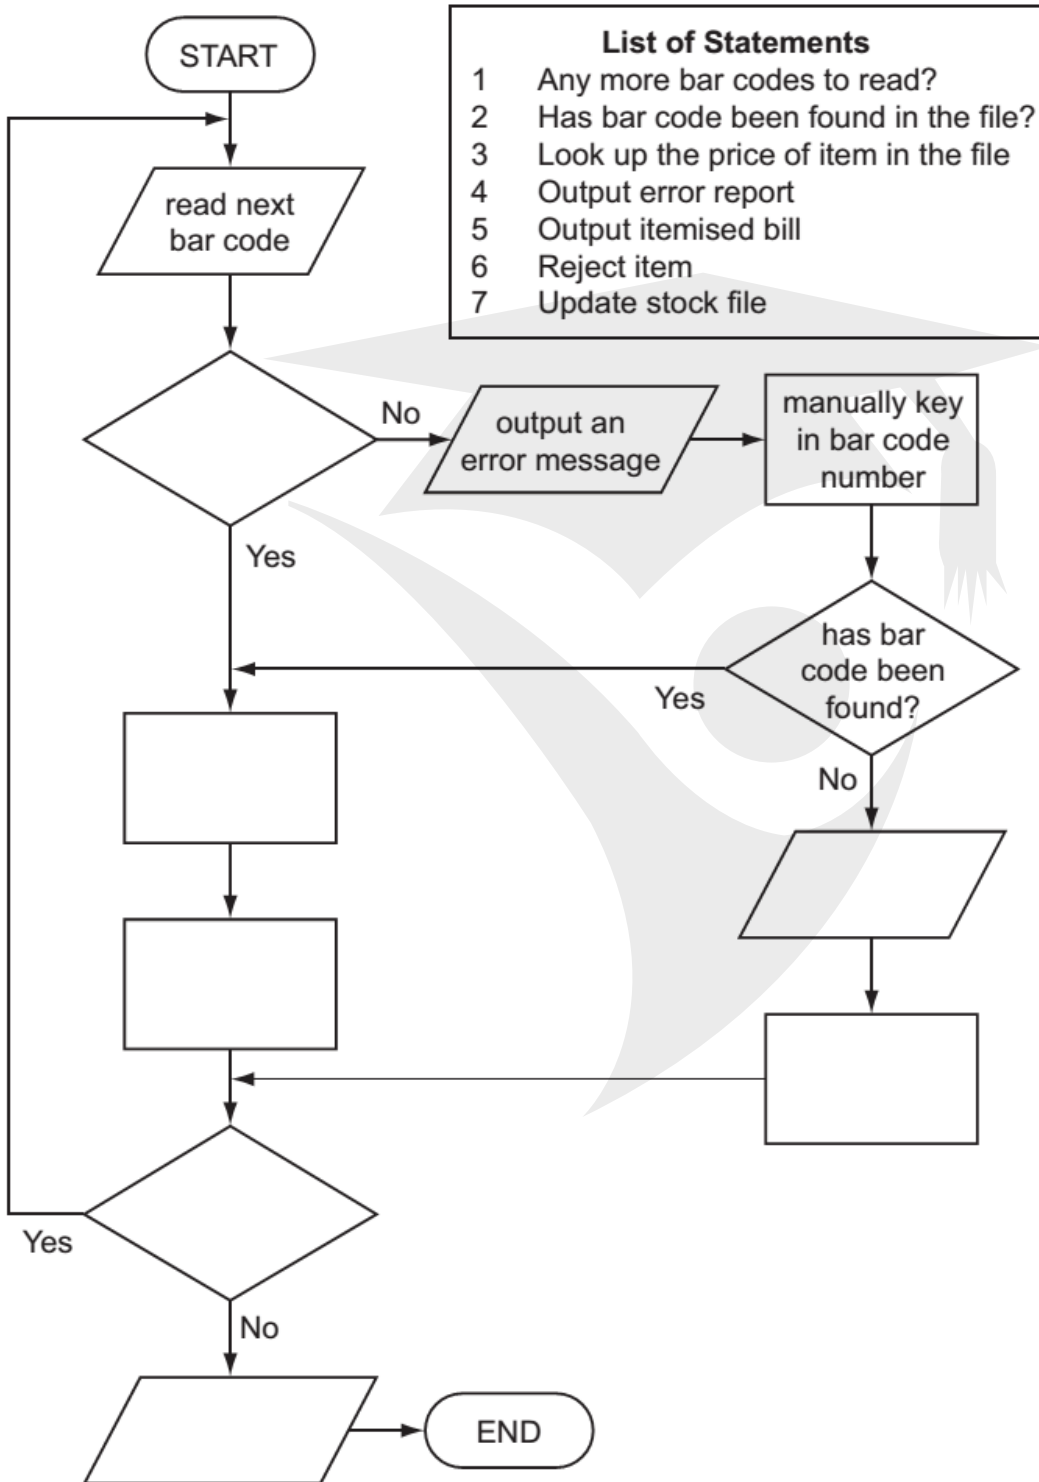 START
List of Statements
1 Any more bar codes to read?
2 Has bar code been found in the file?
3 Look up the price of item in the file
4 Output error report
5 Output itemised bill
6 Reject item
7 Update stock file
read next
bar code
No
output an
error message
manually key
in bar code
number
Yes
has bar
code been
found?
Yes
No
Yes
No
END